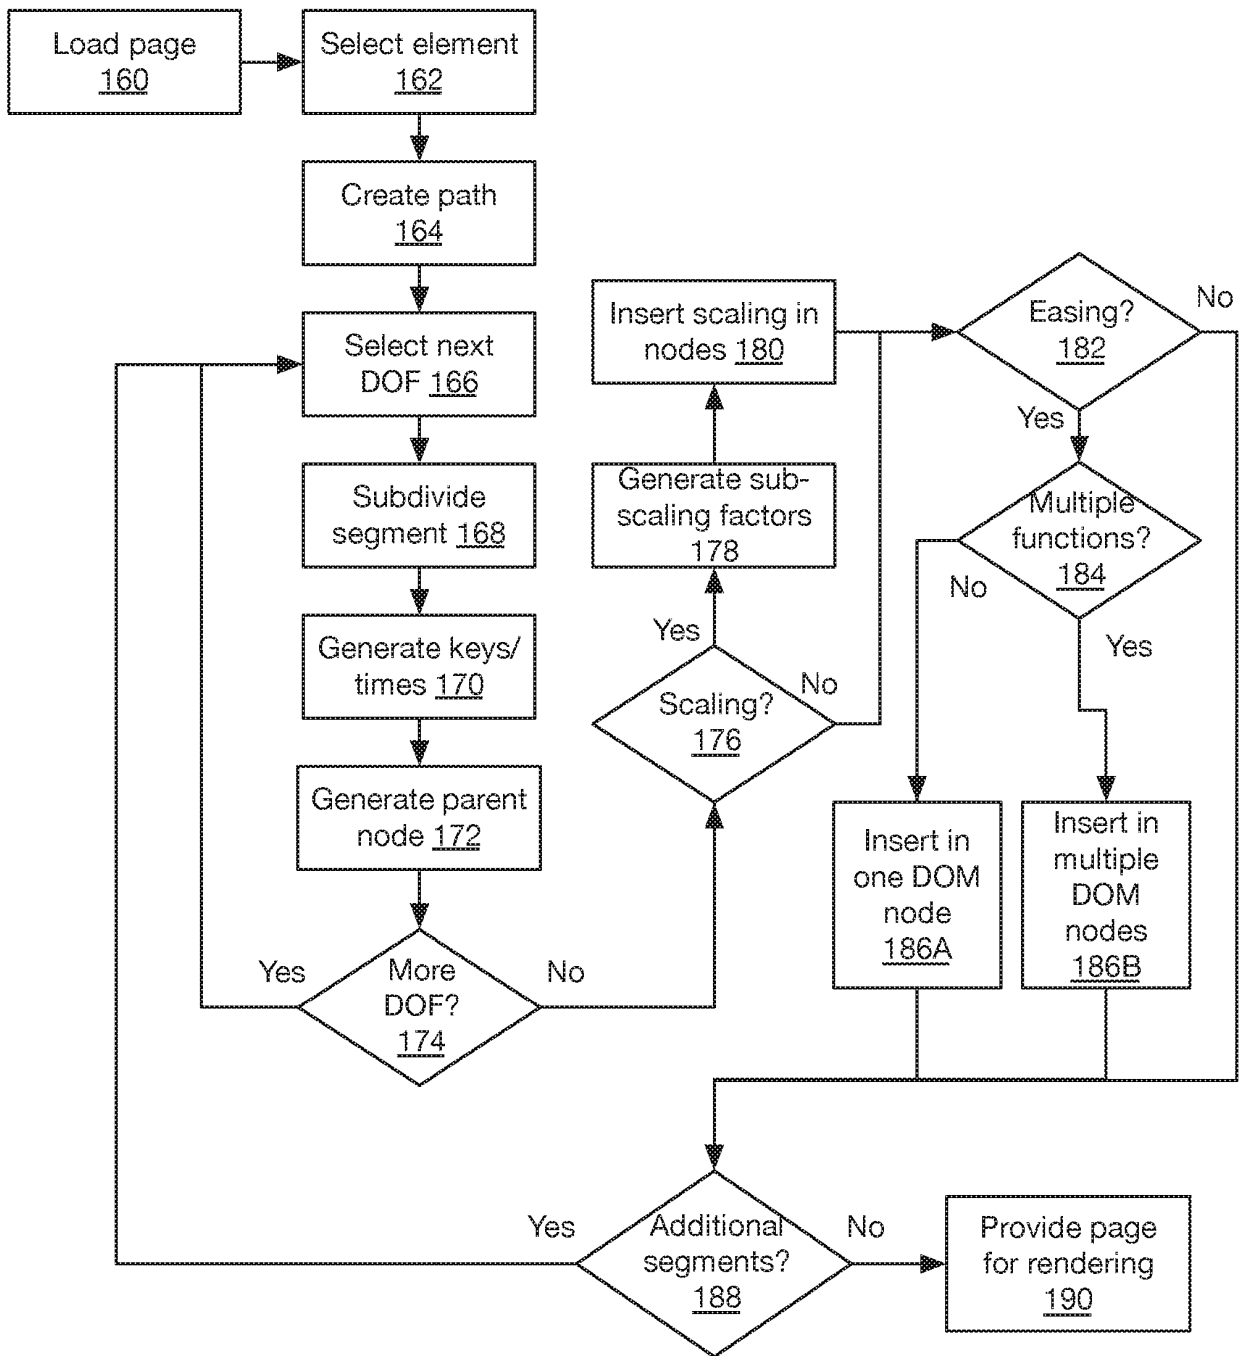 Load page
160
Select element
162
Create path
164
Select next
DOF 166
Subdivide
segment 168
Generate keys/
times 170
Generate parent
node 172
More
DOF?
174
Yes
No
Scaling?
176
Yes
No
Generate sub-
scaling factors
178
Insert scaling in
nodes 180
Easing?
182
No
Yes
Multiple
functions?
184
No
Yes
Insert in
one DOM
node
186A
Insert in
multiple
DOM
nodes
186B
Additional
segments?
188
Yes
No
Provide page
for rendering
190